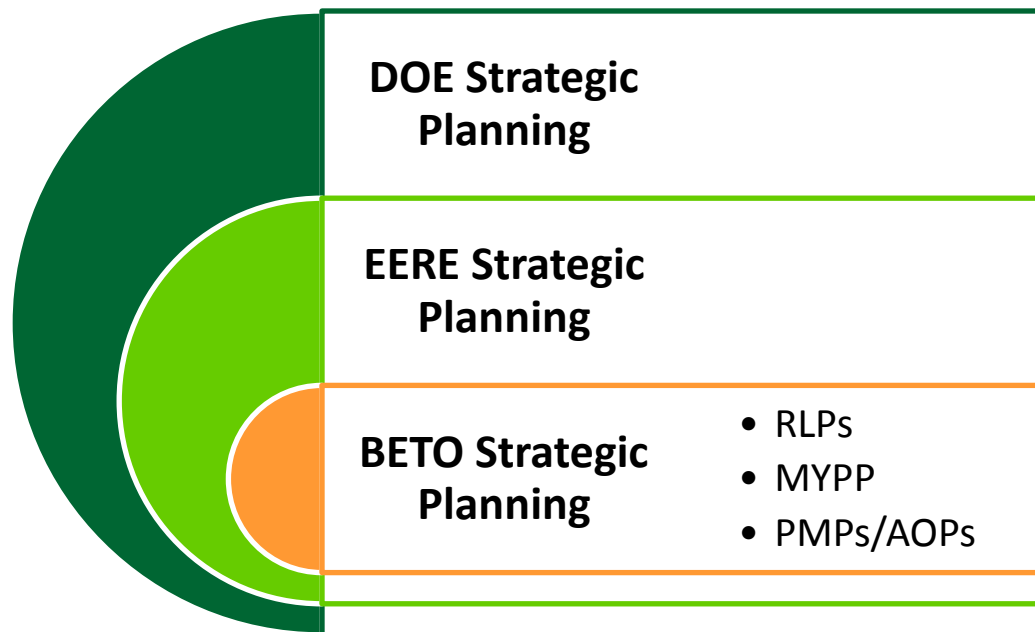 DOE Strategic
Planning
EERE Strategic
Planning
BETO Strategic
Planning
• RLPs
• MYPP
• PMPs/AOPs